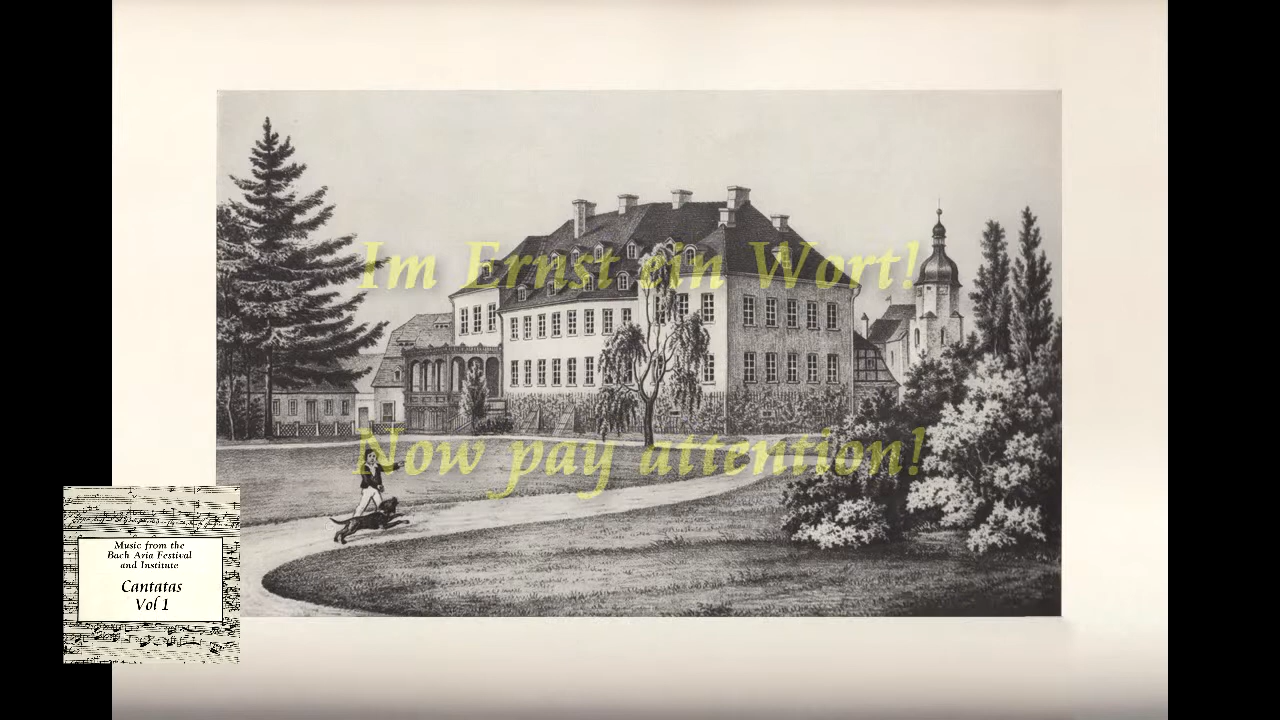 Im Ernst ein Wort!
Now pay attention!
Music from the
Bach Aria Festival
and Institute
Cantatas
Vol 1